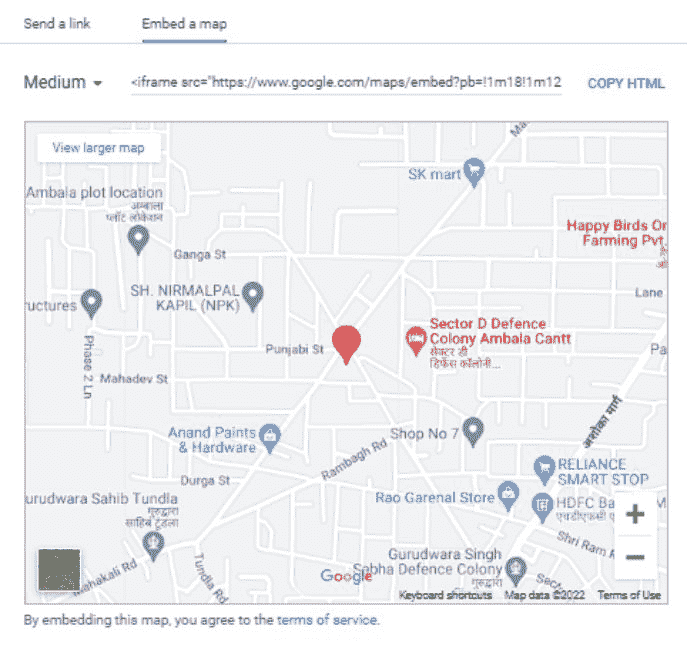 Send a link
Embed a map
Medium
<iframe src="https://www.google.com/maps/embed?pb=!1m18!1m12
COPY HTML
View larger map
SK mart
Ambala plot location
अम्बाला
प्लॉट लोकेशन
Happy Birds Or
Farming Pvt.
Ganga St
SH. NIRMALPAL
KAPIL (NPK)
Lane
ructures
Sector D Defence
Colony Ambala Cantt
सेक्टर डी
डिफेंस कॉलोनी...
Punjabi St
Pa
Phase 2 Ln
Mahadev St
अशोका मार्ग
Anand Paints
& Hardware
Shop No 7
Rambagh Rd
RELIANCE
SMART STOP
Durga St
Rao Garenal Store
HDFC Ba
M
urudwara Sahib Tundla
गुरुद्वारा
साहिब टुंडला
Shri Ram
Gurudwara Singh
Sabha Defence Colony
गुरुद्वारा
Mahakali Rd
Tundla Rd
Google
Sec
Keyboard shortcuts
Map data ©2022
Terms of Use
By embedding this map, you agree to the terms of service.